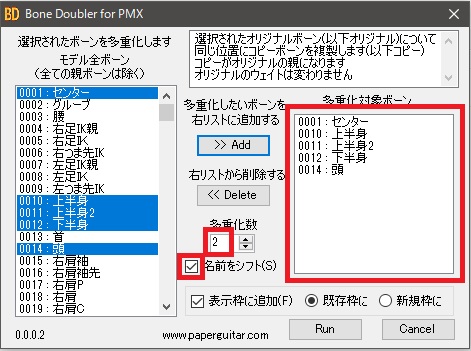 BD Bone Doubler for PMX
選択されたボーンを多重化します
モデル全ボーン
(全ての親ボーンは除く)
選択されたオリジナルボーン(以下オリジナル)について
同じ位置にコピーボーンを複製します(以下コピー)
コピーがオリジナルの親になります
オリジナルのウェイトは変わりません
0001 : センター
0002 : グルーブ
0003 : 腰
0004 : 右足IK親
0005 : 右足IK
0006 : 右つま先IK
0007 : 左足IK親
0008 : 左足IK
0009 : 左つま先IK
0010 : 上半身
0011 : 上半身2
0012 : 下半身
0013 : 首
0014 : 頭
0015 : 右肩袖
0016 : 右肩袖先
0017 : 右肩P
0018 : 右肩
0019 : 右肩C
多重化したいボーンを
右リストに追加する
>> Add
右リストから削除する
<< Delete
多重化数
2
名前をシフト(S)
多重化対象ボーン
0001 : センター
0010 : 上半身
0011 : 上半身2
0012 : 下半身
0014 : 頭
表示枠に追加(F)
既存枠に
新規枠に
0.0.0.2
www.paperguitar.com
Run
Cancel